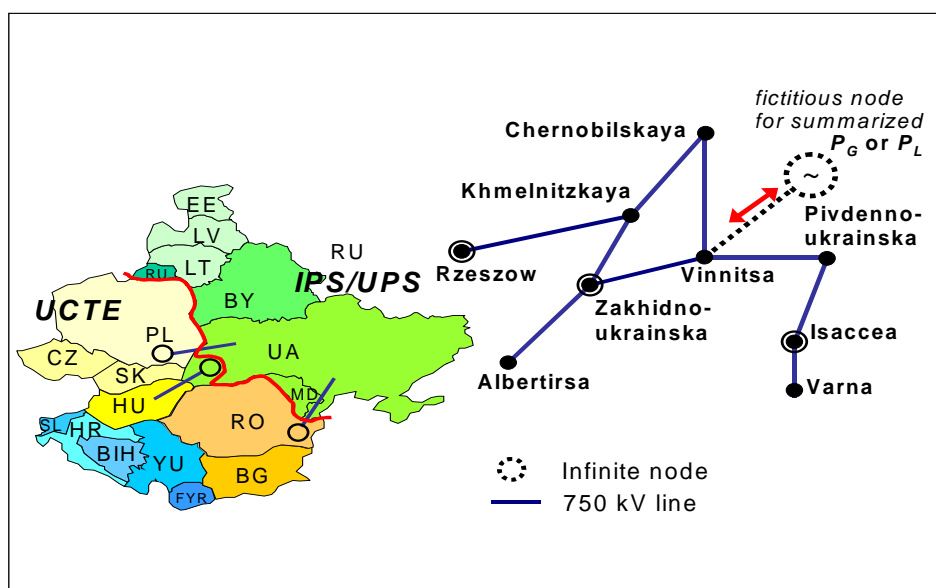 EE
LV
LT
RU
RU
BY
IPS/UPS
UCTE
PL
UA
CZ
SK
MD
HU
RO
SL
HR
BIH
YU
BG
FYR
fictitious node
for summarized
P_G or P_L
~
Chernobilskaya
Khmelnitzkaya
Pivdenno-
ukrainska
Rzeszow
Vinnitsa
Zakhidno-
ukrainska
Isaccea
Albertirsa
Varna
Infinite node
750 kV line